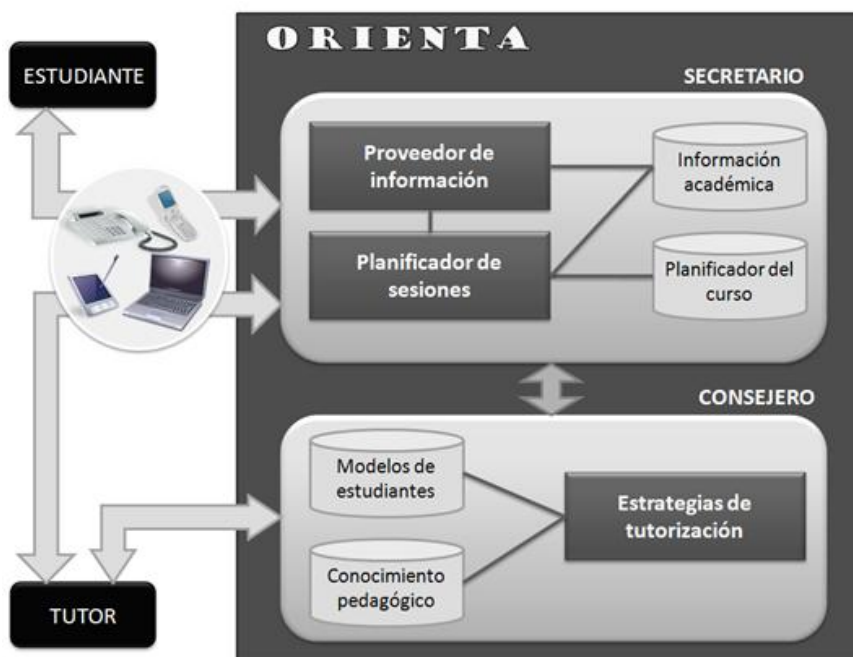 ORIENTA
ESTUDIANTE
SECRETARIO
Proveedor de
información
Información
académica
Planificador de
sesiones
Planificador del
curso
CONSEJERO
Modelos de
estudiantes
Estrategias de
tutorización
Conocimiento
pedagógico
TUTOR